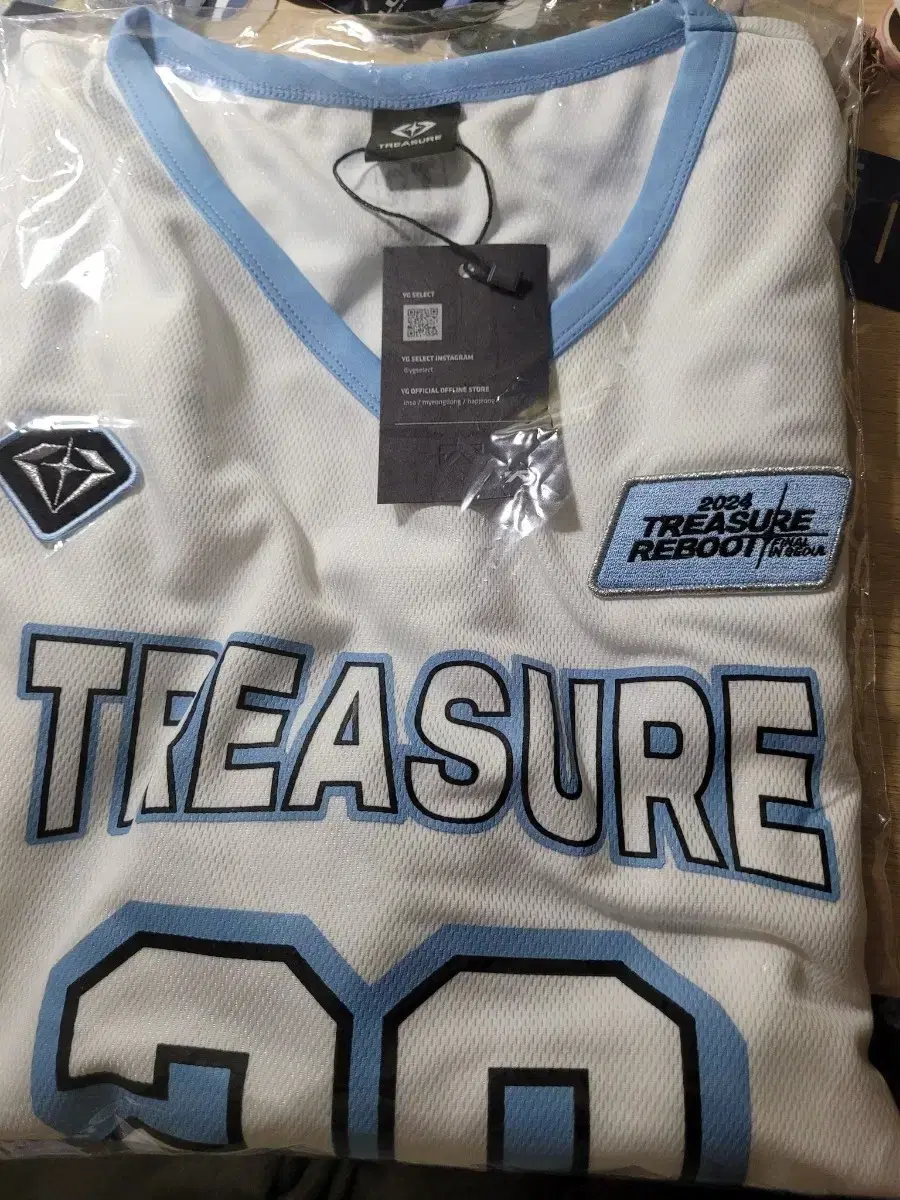 TREASURE
YG SELECT
YG SELECT INSTAGRAM
@ygselect
YG OFFICIAL OFFLINE STORE
2024
TREASURE
REBOOT FINAL
IN SEOUL
TREASURE